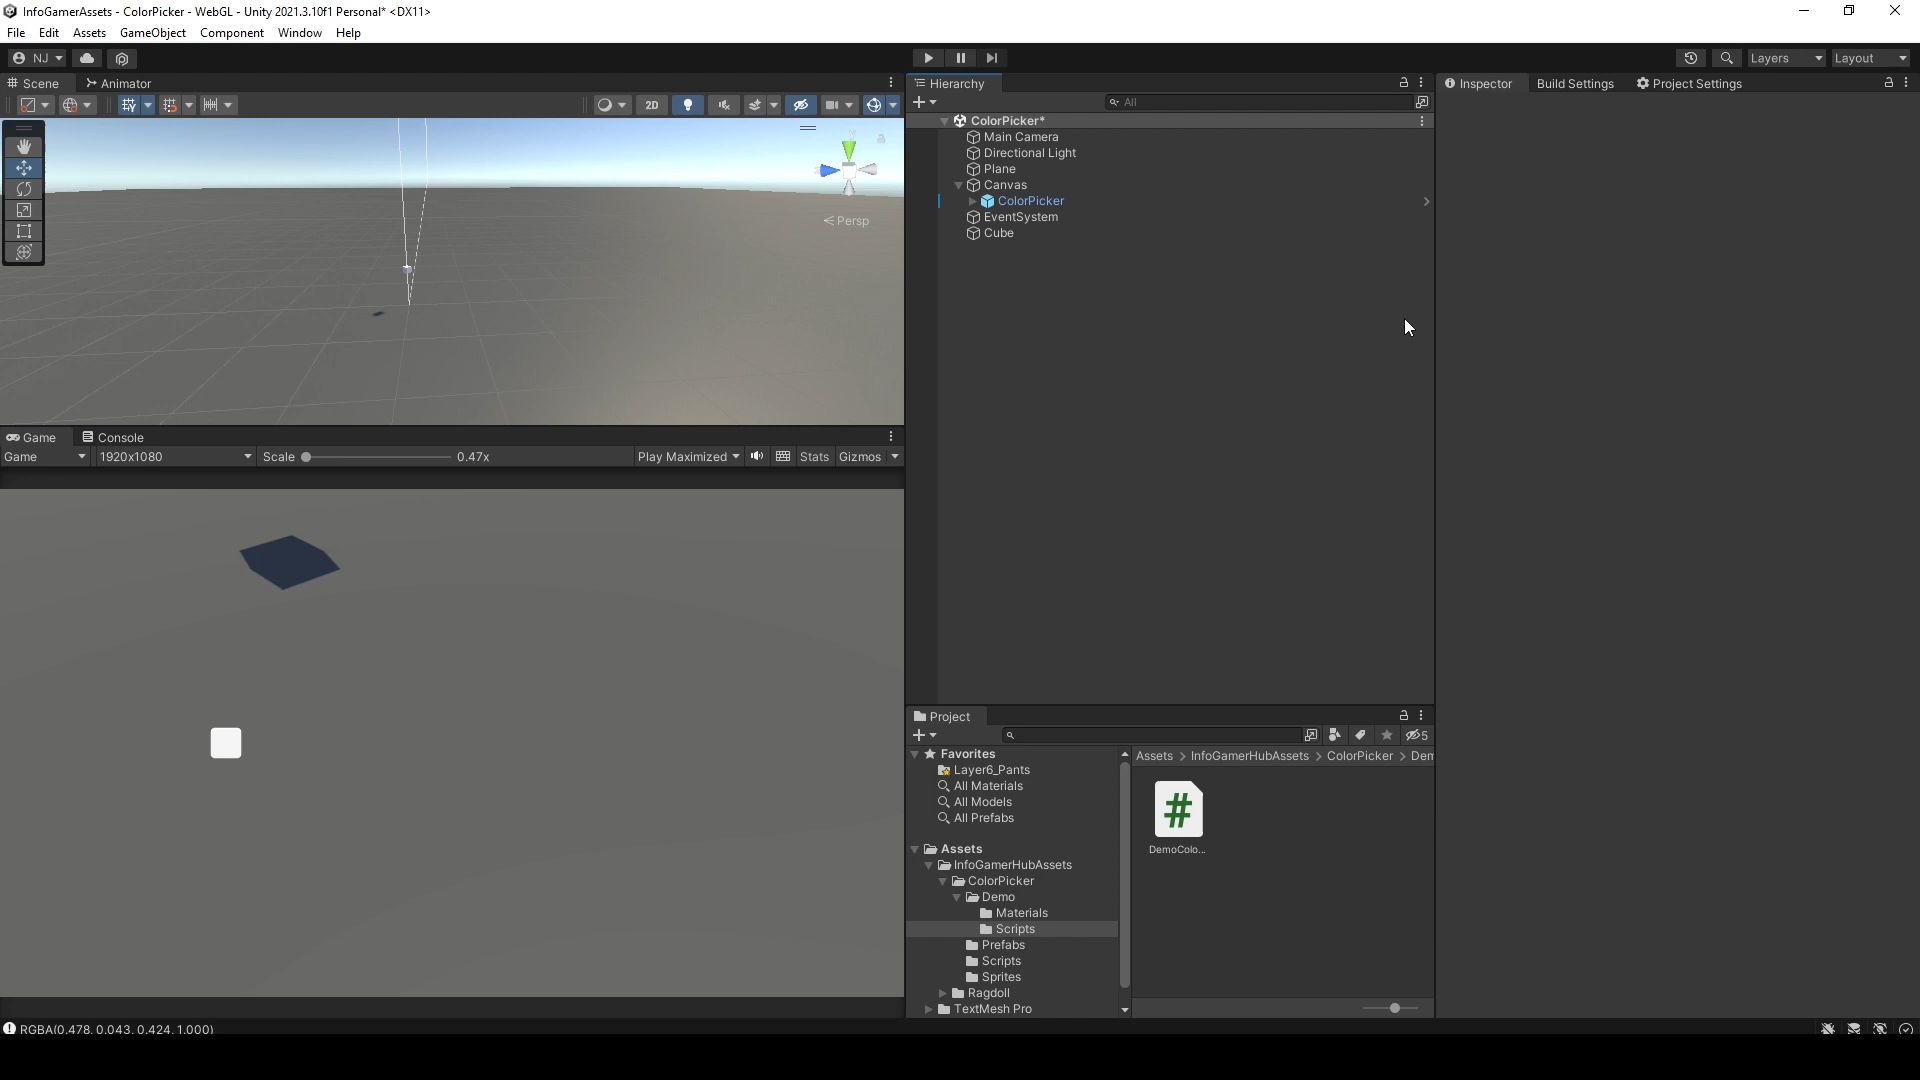 InfoGamerAssets - ColorPicker - WebGL - Unity 2021.3.10f1 Personal* <DX11>
File Edit Assets GameObject Component Window Help
NJ Layers Layout
Scene Animator
2D
Persp
Game Console
Game 1920x1080 Scale 0.47x Play Maximized Stats Gizmos
Hierarchy
All
ColorPicker*
Main Camera
Directional Light
Plane
Canvas
ColorPicker
EventSystem
Cube
Inspector Build Settings Project Settings
Project
5
Favorites
Layer6_Pants
All Materials
All Models
All Prefabs
Assets
InfoGamerHubAssets
ColorPicker
Demo
Materials
Scripts
Prefabs
Scripts
Sprites
Ragdoll
TextMesh Pro
Assets > InfoGamerHubAssets > ColorPicker > Dem
#
DemoColo...
RGBA(0.478, 0.043, 0.424, 1.000)